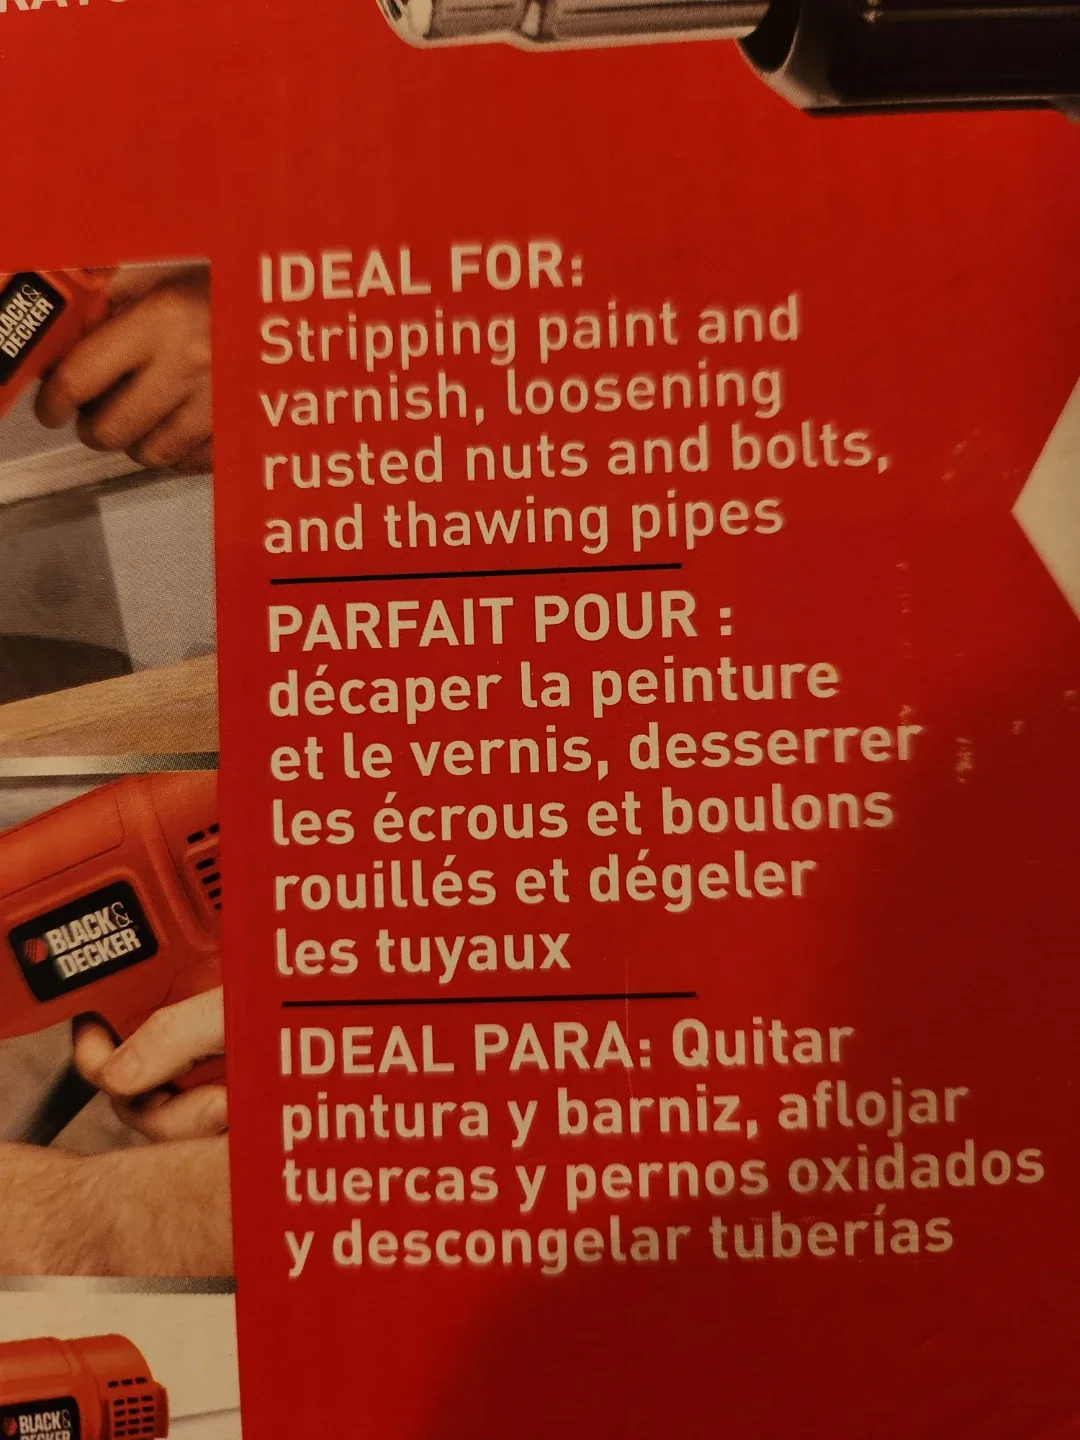 BLACK&
DECKER
IDEAL FOR:
Stripping paint and
varnish, loosening
rusted nuts and bolts,
and thawing pipes
PARFAIT POUR :
décaper la peinture
et le vernis, desserrer
les écrous et boulons
rouillés et dégeler
les tuyaux
BLACK&
DECKER
IDEAL PARA: Quitar
pintura y barniz, aflojar
tuercas y pernos oxidados
y descongelar tuberías
BLACK&
DECKER